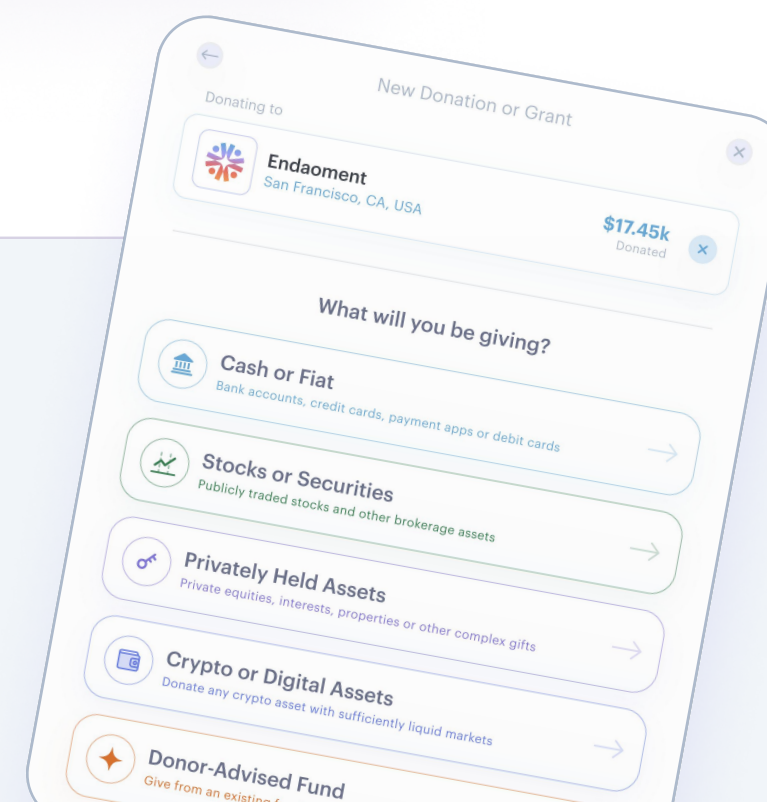 New Donation or Grant
Donating to
Endaoment
San Francisco, CA, USA
$17.45k
Donated
What will you be giving?
Cash or Fiat
Bank accounts, credit cards, payment apps or debit cards
Stocks or Securities
Publicly traded stocks and other brokerage assets
Privately Held Assets
Private equities, interests, properties or other complex gifts
Crypto or Digital Assets
Donate any crypto asset with sufficiently liquid markets
Donor-Advised Fund
Give from an existing